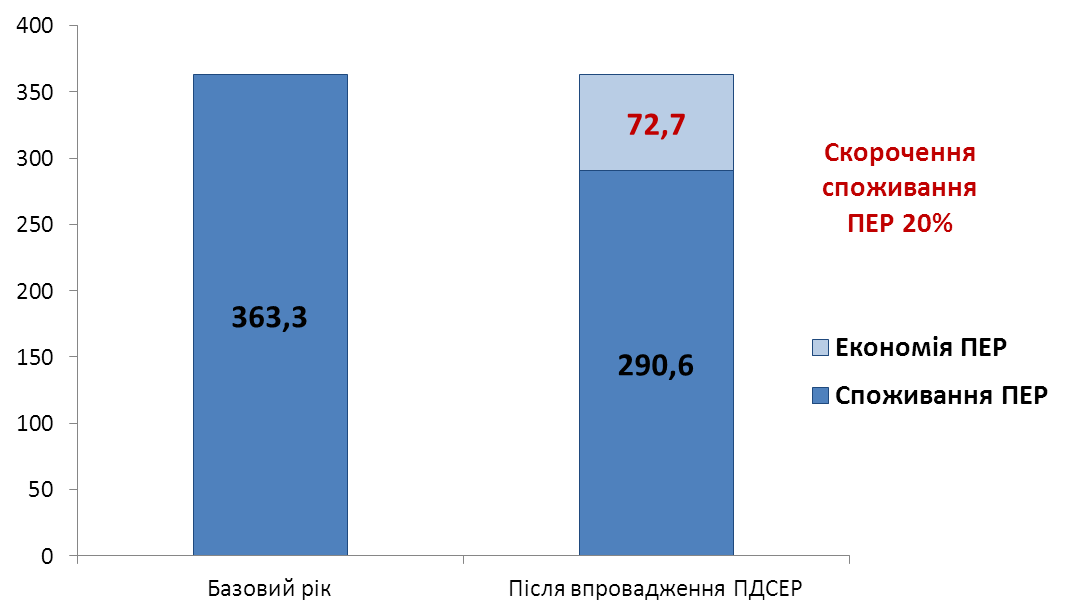 400
350
300
250
200
150
100
50
0
363,3
72,7
290,6
Базовий рік
Після впровадження ПДСЕР
Скорочення
споживання
ПЕР 20%
Економія ПЕР
Споживання ПЕР